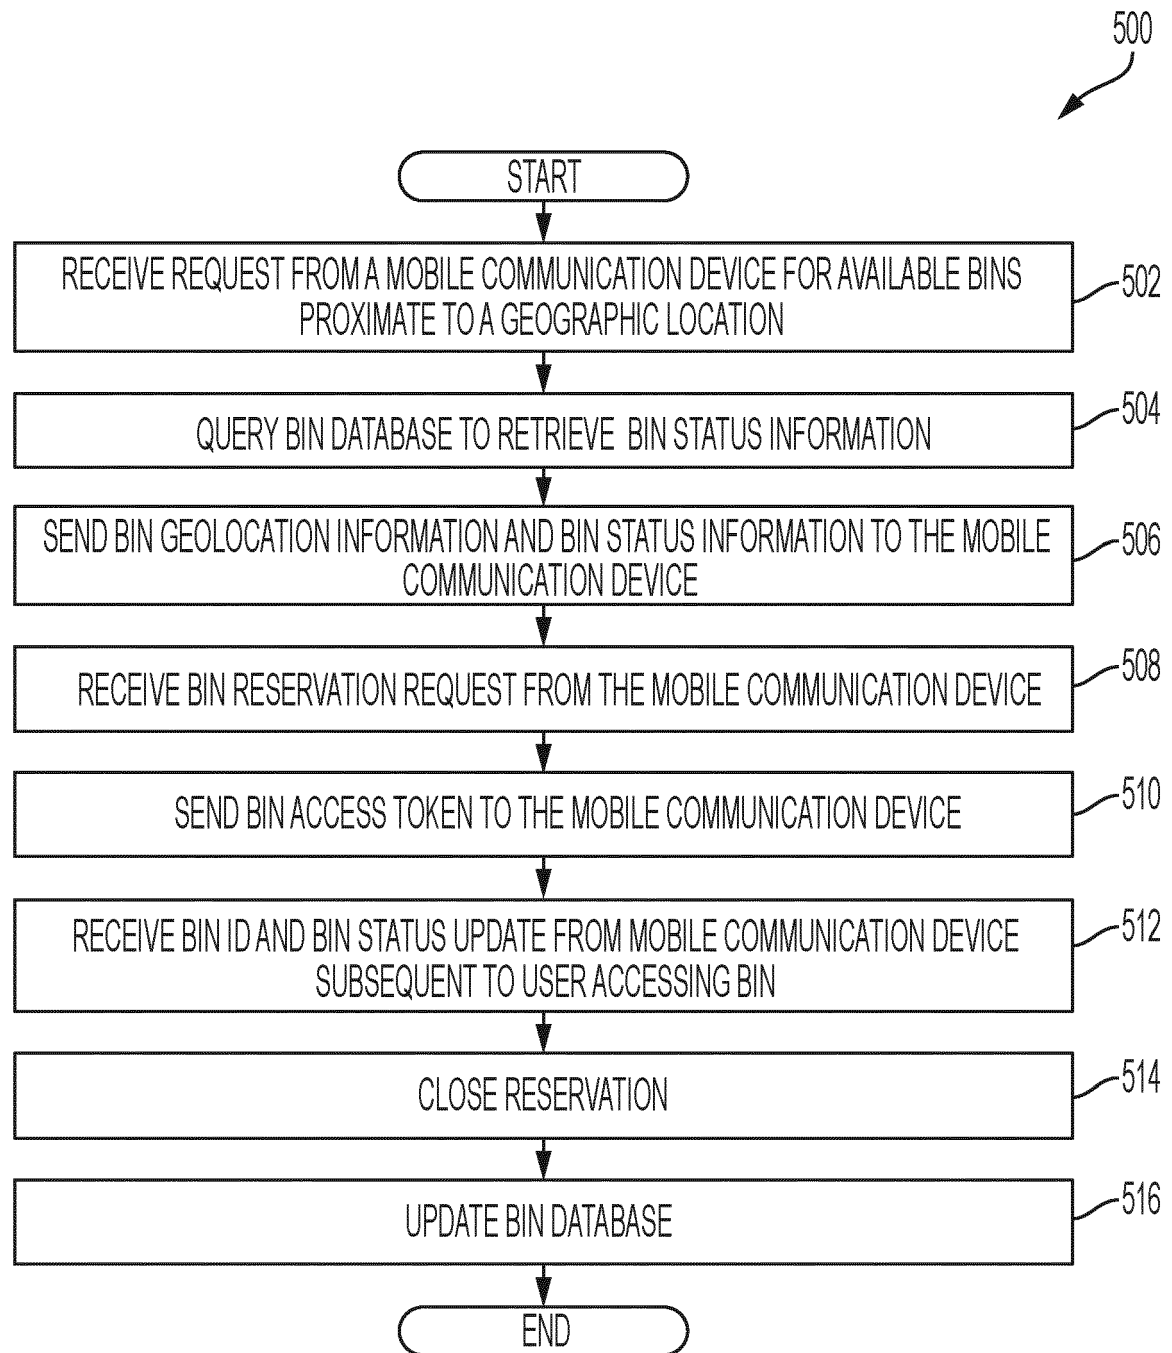 500
START
RECEIVE REQUEST FROM A MOBILE COMMUNICATION DEVICE FOR AVAILABLE BINS
PROXIMATE TO A GEOGRAPHIC LOCATION
502
QUERY BIN DATABASE TO RETRIEVE BIN STATUS INFORMATION
504
SEND BIN GEOLOCATION INFORMATION AND BIN STATUS INFORMATION TO THE MOBILE
COMMUNICATION DEVICE
506
RECEIVE BIN RESERVATION REQUEST FROM THE MOBILE COMMUNICATION DEVICE
508
SEND BIN ACCESS TOKEN TO THE MOBILE COMMUNICATION DEVICE
510
RECEIVE BIN ID AND BIN STATUS UPDATE FROM MOBILE COMMUNICATION DEVICE
SUBSEQUENT TO USER ACCESSING BIN
512
CLOSE RESERVATION
514
UPDATE BIN DATABASE
516
END